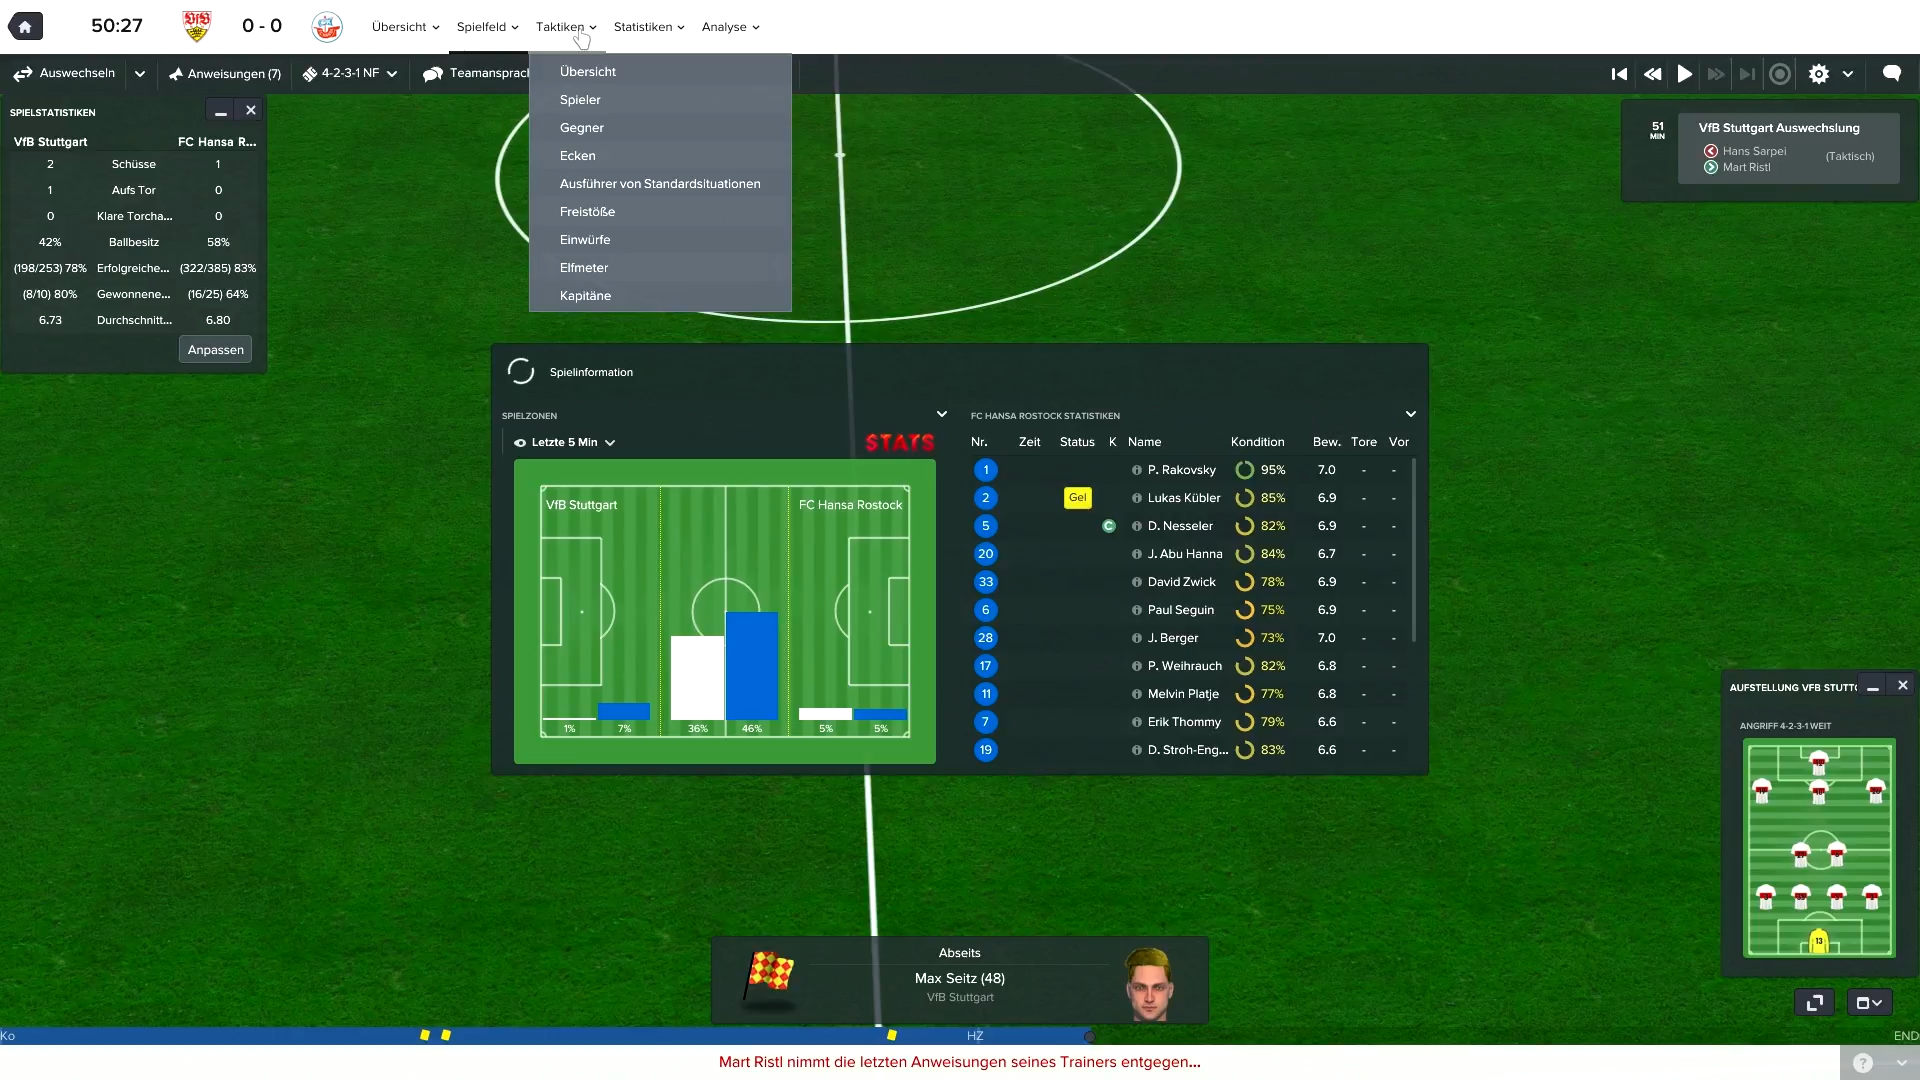 50:27
0 - 0
Übersicht
Spielfeld
Taktiken
Statistiken
Analyse
Auswechseln
Anweisungen (7)
4-2-3-1 NF
Teamansprach
Übersicht
Spieler
Gegner
Ecken
Ausführer von Standardsituationen
Freistöße
Einwürfe
Elfmeter
Kapitäne
SPIELSTATISTIKEN
VfB Stuttgart FC Hansa R...
2 Schüsse 1
1 Aufs Tor 0
0 Klare Torcha... 0
42% Ballbesitz 58%
(198/253) 78% Erfolgreiche... (322/385) 83%
(8/10) 80% Gewonnene... (16/25) 64%
6.73 Durchschnitt... 6.80
Anpassen
51
MIN
VfB Stuttgart Auswechslung
Hans Sarpei
Mart Ristl
(Taktisch)
Spielinformation
SPIELZONEN
Letzte 5 Min
STATS
VfB Stuttgart FC Hansa Rostock
1% 7% 36% 46% 5% 5%
FC HANSA ROSTOCK STATISTIKEN
Nr. Zeit Status K Name Kondition Bew. Tore Vor
1 P. Rakovsky 95% 7.0 - -
2 Gel Lukas Kübler 85% 6.9 - -
5 C D. Nesseler 82% 6.9 - -
20 J. Abu Hanna 84% 6.7 - -
33 David Zwick 78% 6.9 - -
6 Paul Seguin 75% 6.9 - -
28 J. Berger 73% 7.0 - -
17 P. Weihrauch 82% 6.8 - -
11 Melvin Platje 77% 6.8 - -
7 Erik Thommy 79% 6.6 - -
19 D. Stroh-Eng... 83% 6.6 - -
AUFSTELLUNG VFB STUTTG
ANGRIFF 4-2-3-1 WEIT
13
Abseits
Max Seitz (48)
VfB Stuttgart
Ko
HZ
END
Mart Ristl nimmt die letzten Anweisungen seines Trainers entgegen...
?